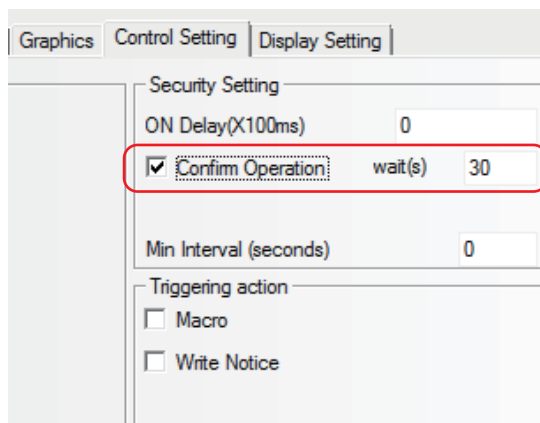 Graphics Control Setting Display Setting
Security Setting
ON Delay(X100ms) 0
Confirm Operation wait(s) 30
Min Interval (seconds) 0
Triggering action
Macro
Write Notice